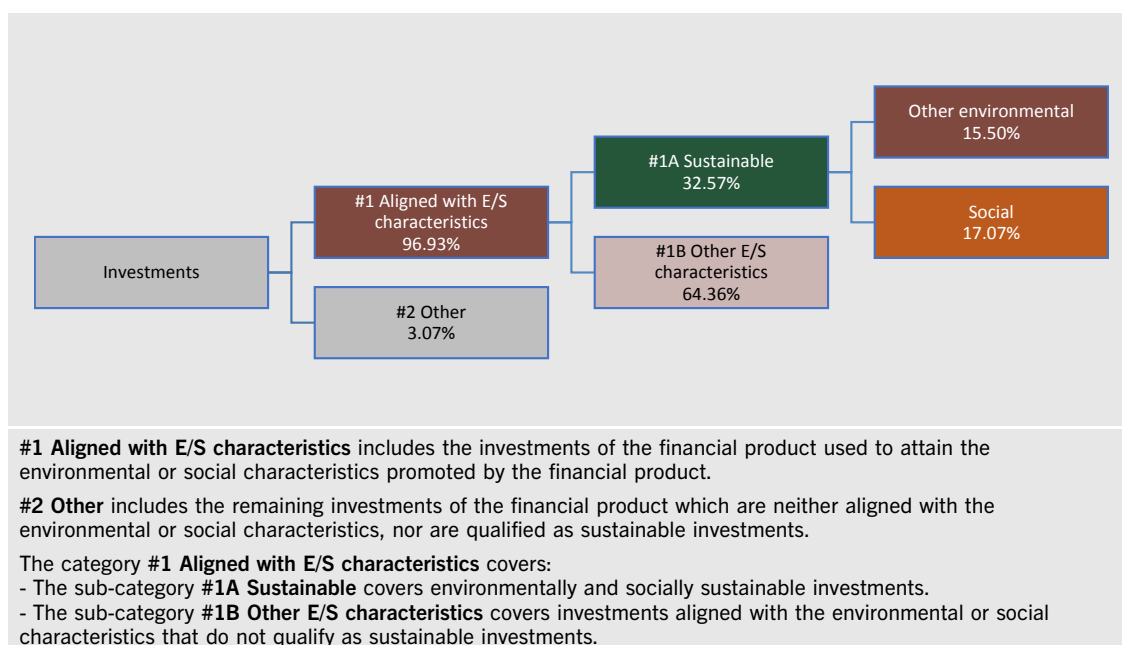 Other environmental
15.50%
#1A Sustainable
32.57%
#1 Aligned with E/S
characteristics
96.93%
Social
17.07%
Investments
#1B Other E/S
characteristics
64.36%
#2 Other
3.07%
#1 Aligned with E/S characteristics includes the investments of the financial product used to attain the
environmental or social characteristics promoted by the financial product.
#2 Other includes the remaining investments of the financial product which are neither aligned with the
environmental or social characteristics, nor are qualified as sustainable investments.
The category #1 Aligned with E/S characteristics covers:
- The sub-category #1A Sustainable covers environmentally and socially sustainable investments.
- The sub-category #1B Other E/S characteristics covers investments aligned with the environmental or social
characteristics that do not qualify as sustainable investments.